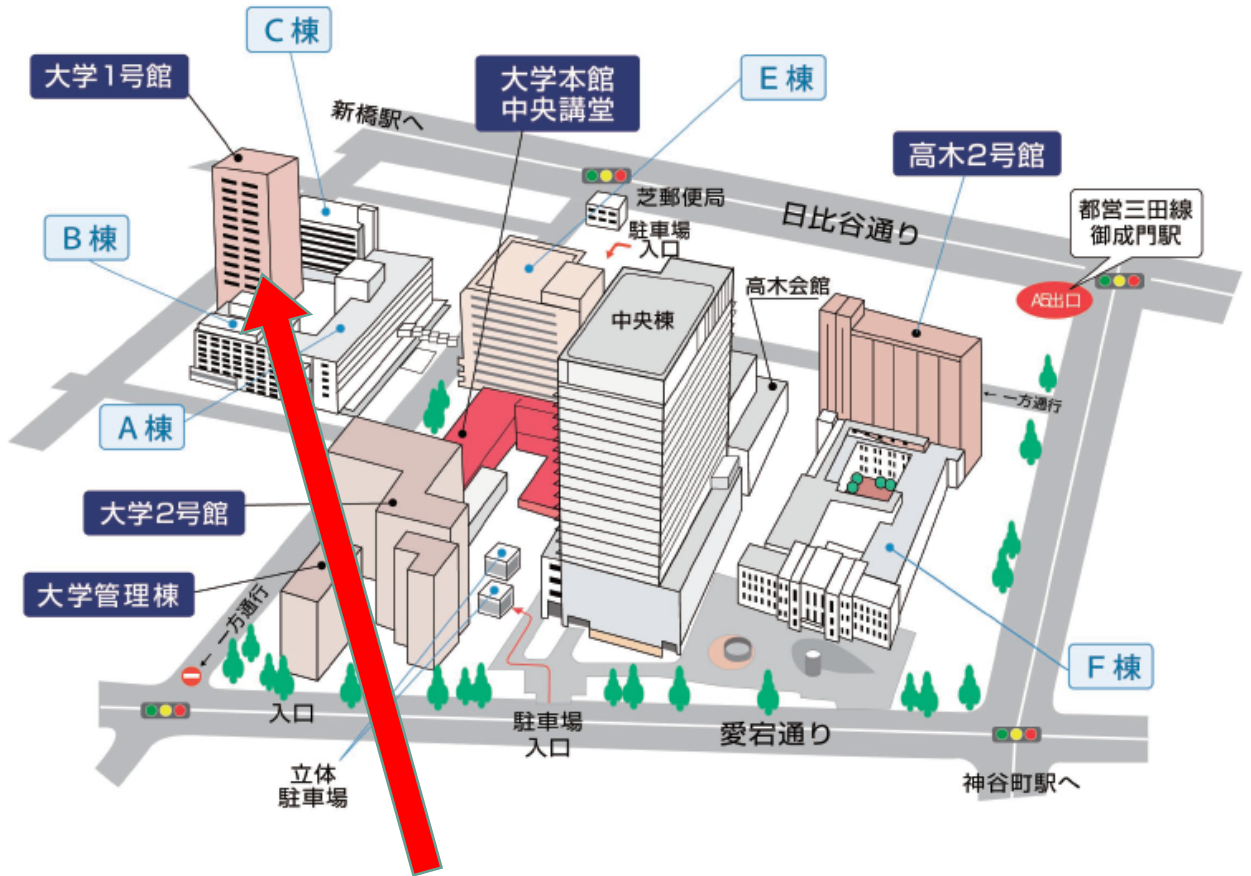 C棟
大学1号館
大学本館
中央講堂
E棟
新橋駅へ
高木2号館
芝郵便局
日比谷通り
都営三田線
御成門駅
駐車場
入口
B棟
高木会館
A5出口
中央棟
一方通行
A棟
大学2号館
大学管理棟
一方通行
F棟
入口
駐車場
入口
愛宕通り
立体
駐車場
神谷町駅へ